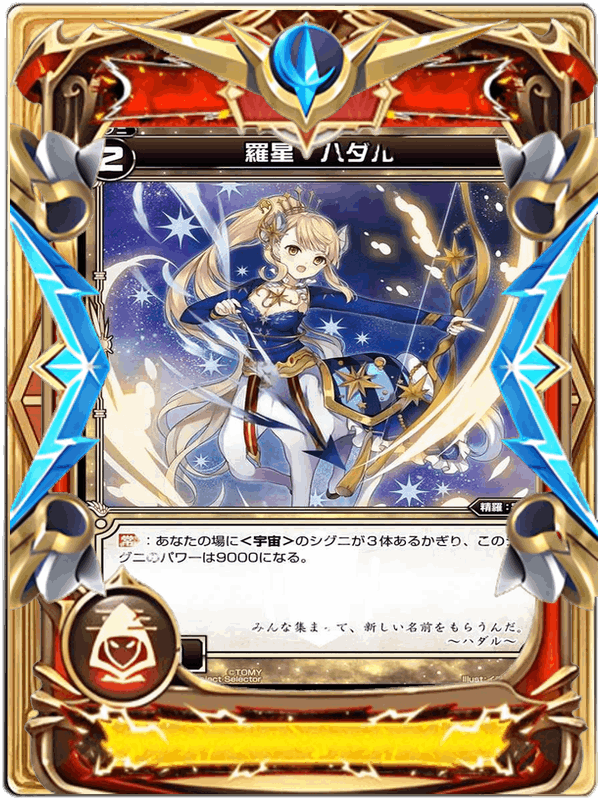 2
羅星 ハダル
精羅：
：あなたの場に<宇宙>のシグニが３体あるかぎり、この
グニのパワーは9000になる。
みんな集まって、新しい名前をもらうんだ。
～ハダル～
©TOMY
ject Selector
Illust.